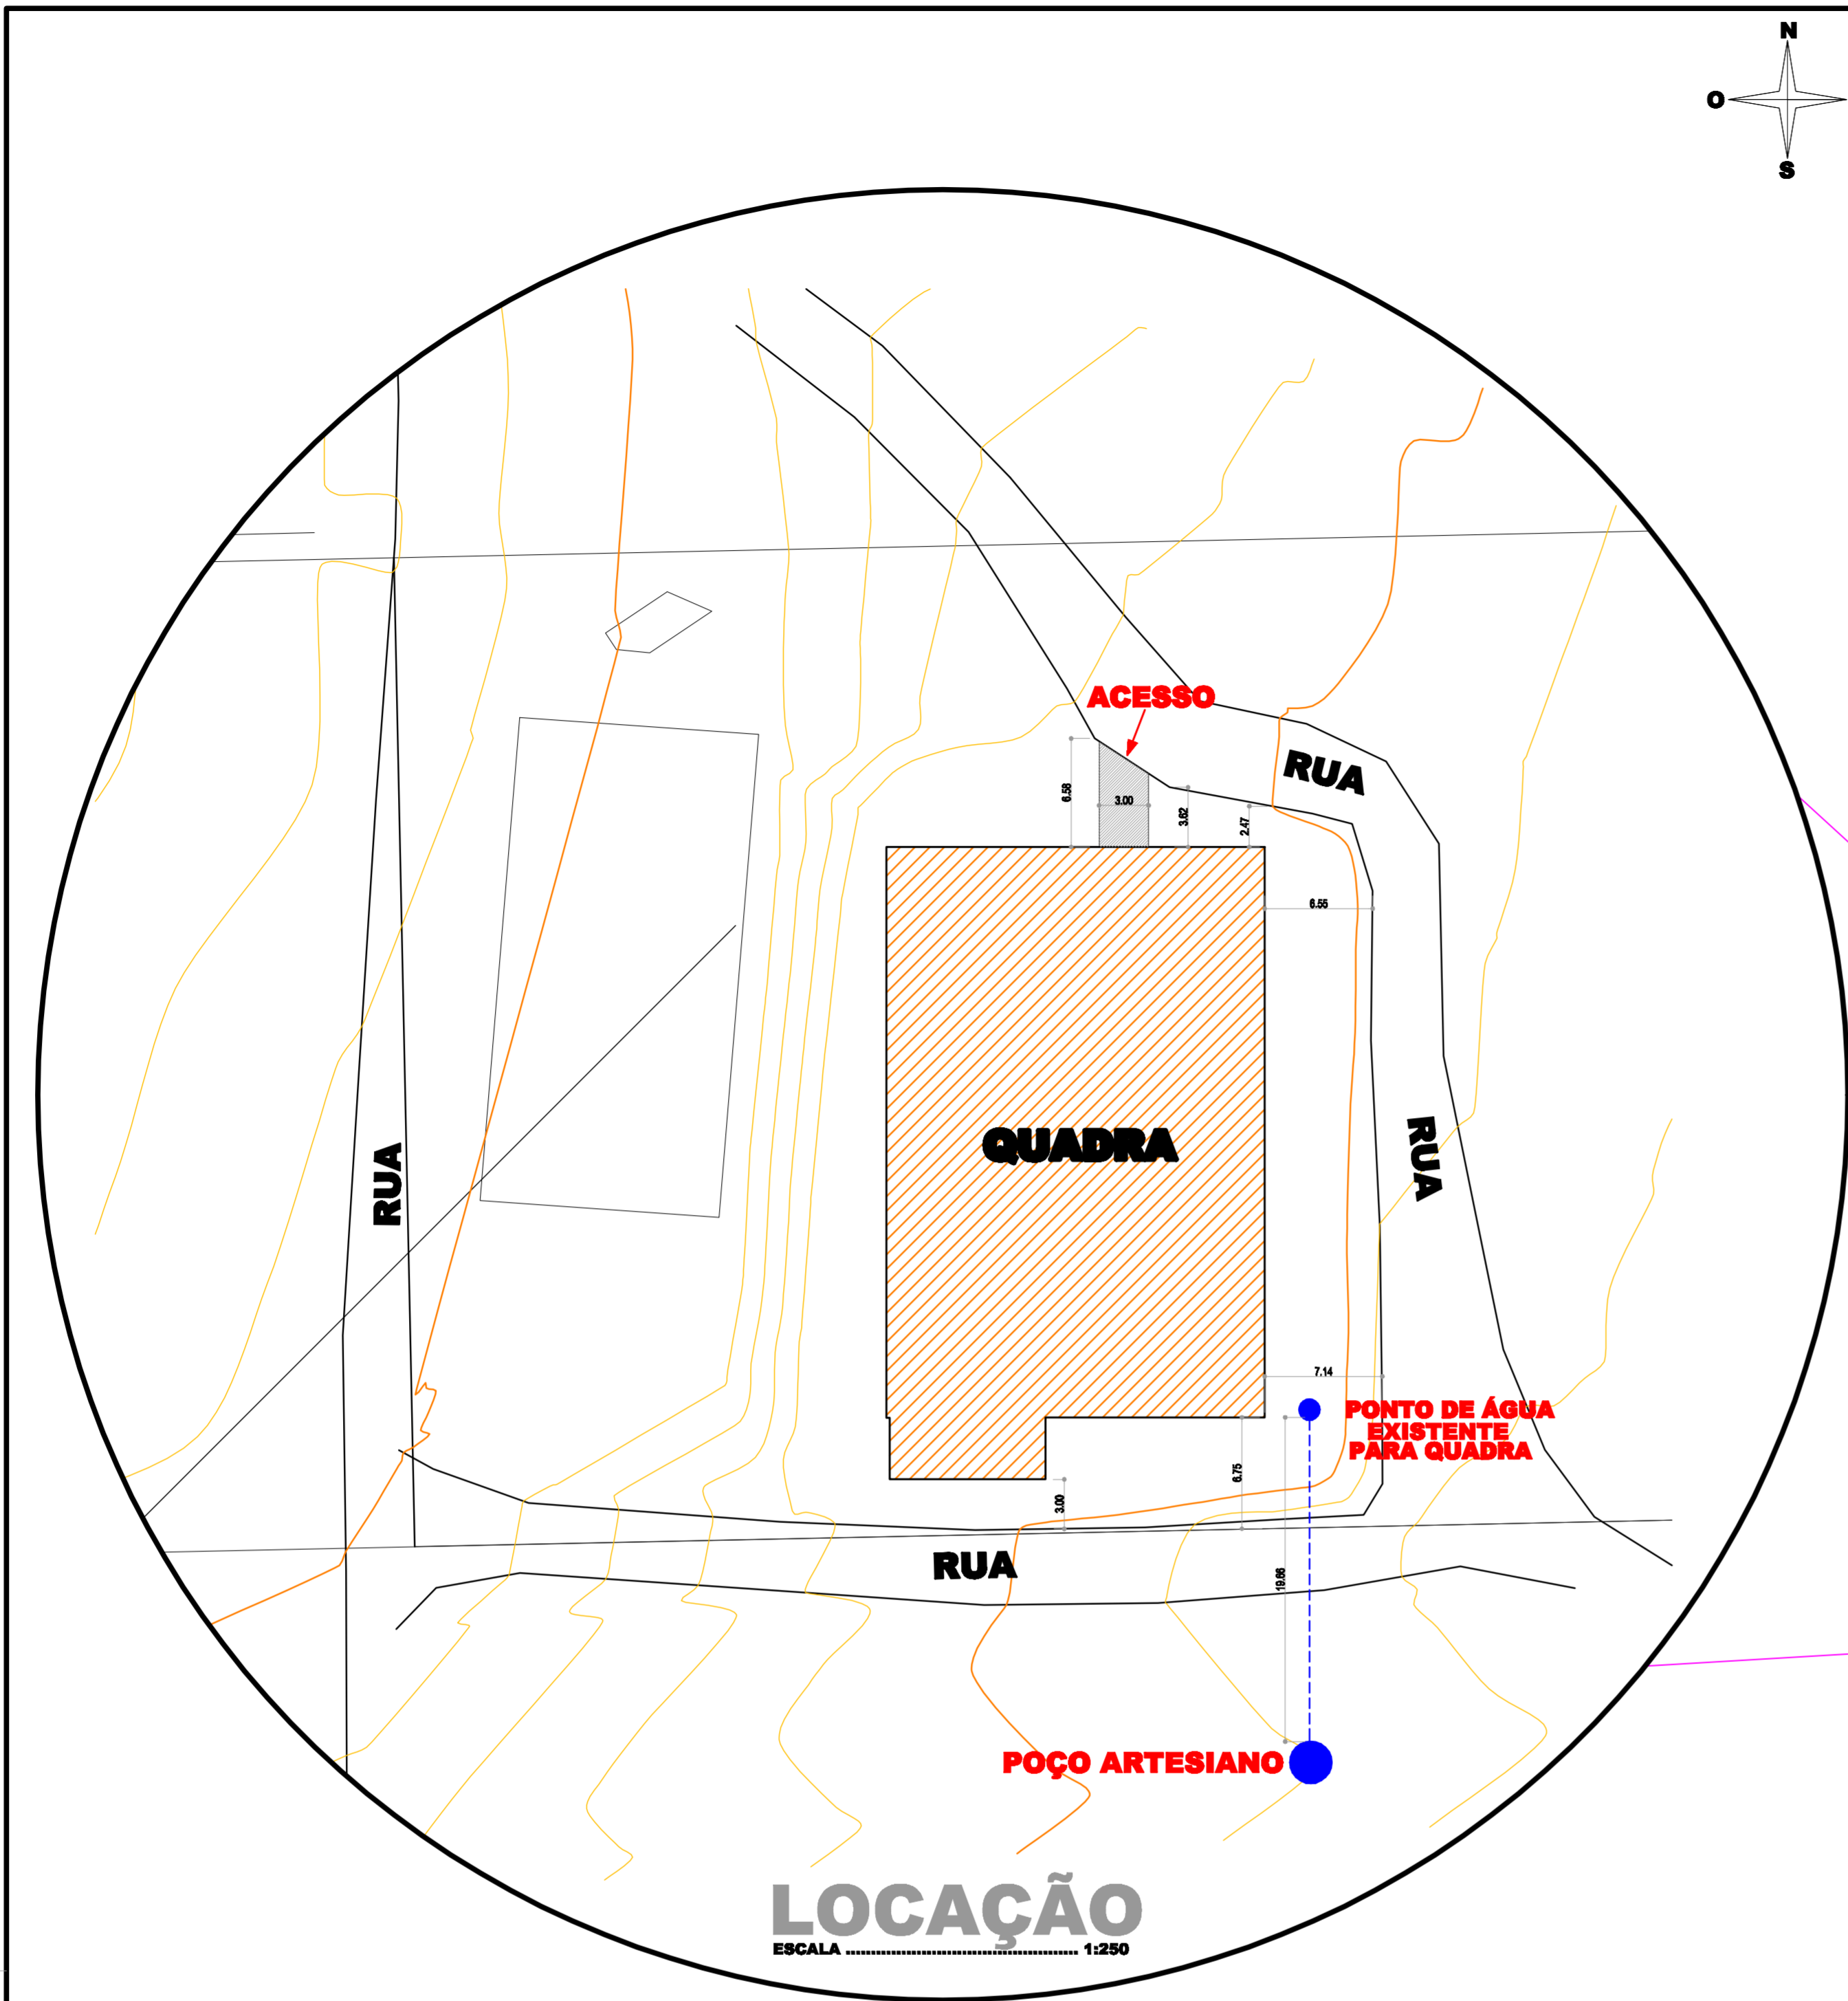 N
O
S
ACESSO
RUA
6.58
3.00
3.62
2.47
6.55
QUADRA
RUA
RUA
7.14
PONTO DE ÁGUA
EXISTENTE
PARA QUADRA
6.75
3.00
RUA
19.66
POÇO ARTESIANO
LOCAÇÃO
ESCALA ............................................... 1:250